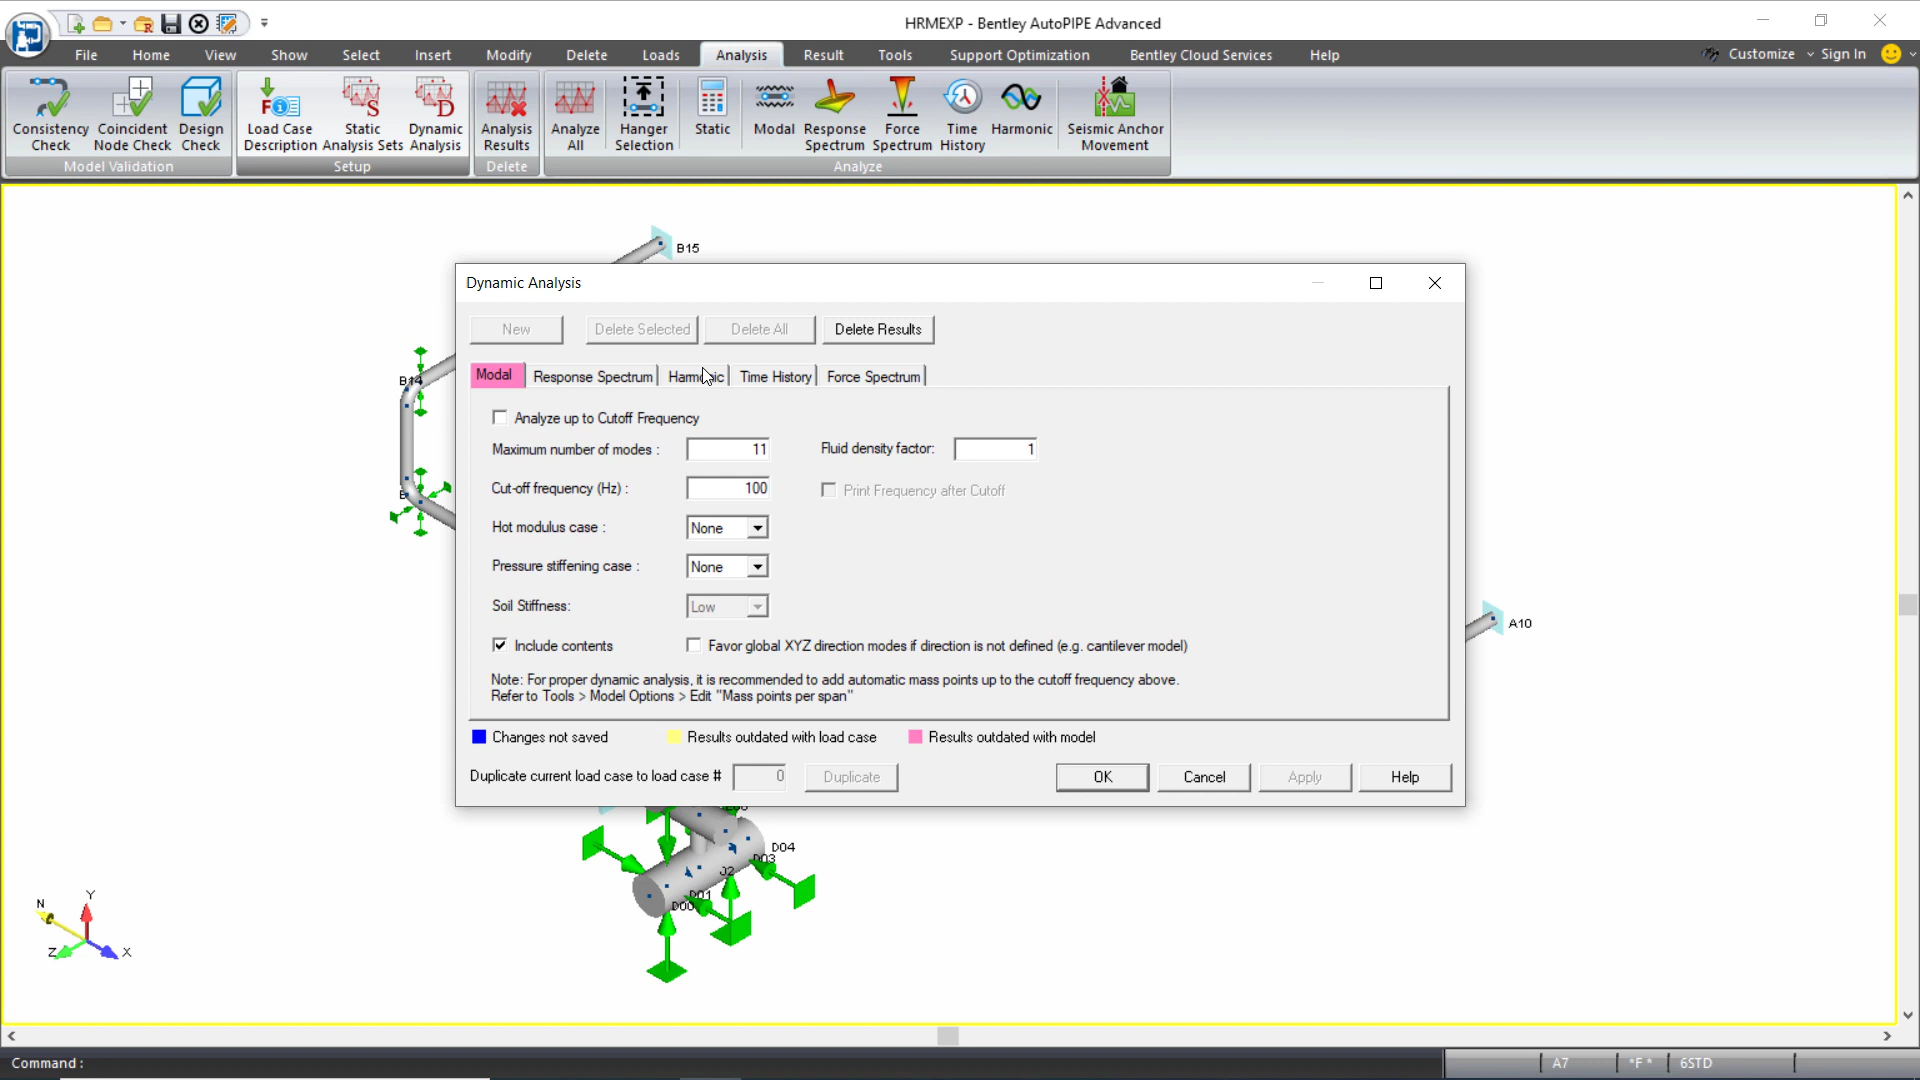 HRMEXP - Bentley AutoPIPE Advanced
File Home View Show Select Insert Modify Delete Loads Analysis Result Tools Support Optimization Bentley Cloud Services Help Customize Sign In
Consistency Check
Coincident Node Check
Design Check
Load Case Description
Static Analysis Sets
Dynamic Analysis
Analysis Results
Analyze All
Hanger Selection
Static
Modal
Response Spectrum
Force Spectrum
Time History
Harmonic
Seismic Anchor Movement
Model Validation
Setup
Delete
Analyze
B15
Dynamic Analysis
New Delete Selected Delete All Delete Results
Modal Response Spectrum Harmonic Time History Force Spectrum
B14
Analyze up to Cutoff Frequency
Maximum number of modes : 11 Fluid density factor: 1
Cut-off frequency (Hz) : 100 Print Frequency after Cutoff
Hot modulus case : None
Pressure stiffening case : None
Soil Stiffness: Low
A10
Include contents Favor global XYZ direction modes if direction is not defined (e.g. cantilever model)
Note: For proper dynamic analysis, it is recommended to add automatic mass points up to the cutoff frequency above.
Refer to Tools > Model Options > Edit "Mass points per span"
Changes not saved Results outdated with load case Results outdated with model
Duplicate current load case to load case # 0 Duplicate OK Cancel Apply Help
D04
D03
J2
D01
D00
N Y
Z X
Command :
A7 *F* 6STD